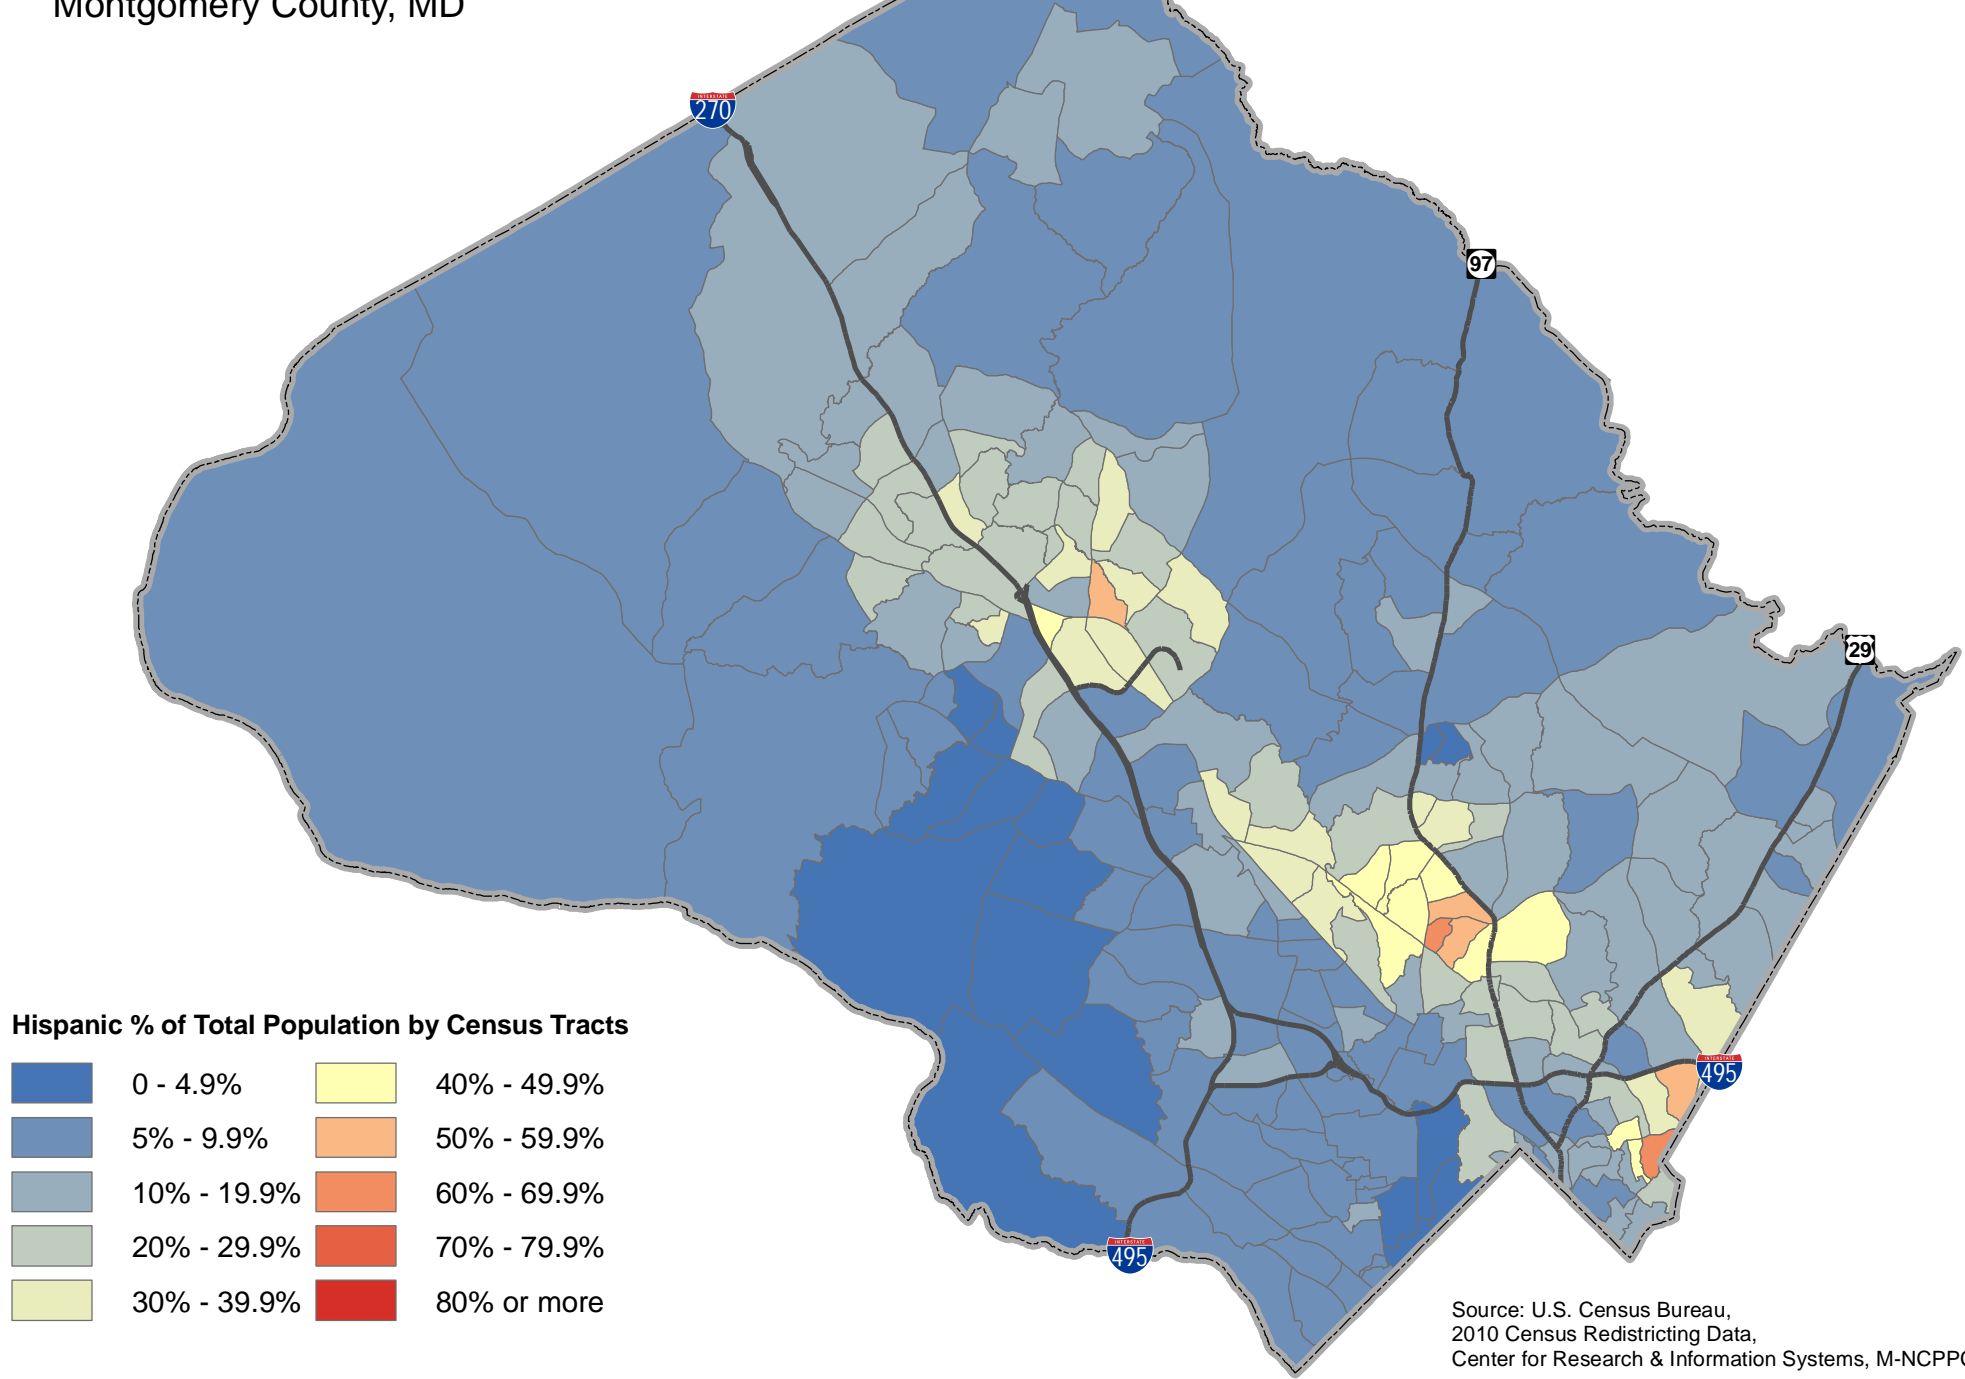 Montgomery County, MD
INTERSTATE
270
97
29
Hispanic % of Total Population by Census Tracts
0 - 4.9%
40% - 49.9%
5% - 9.9%
50% - 59.9%
10% - 19.9%
60% - 69.9%
20% - 29.9%
70% - 79.9%
30% - 39.9%
80% or more
INTERSTATE
495
INTERSTATE
495
Source: U.S. Census Bureau,
2010 Census Redistricting Data,
Center for Research & Information Systems, M-NCPPC